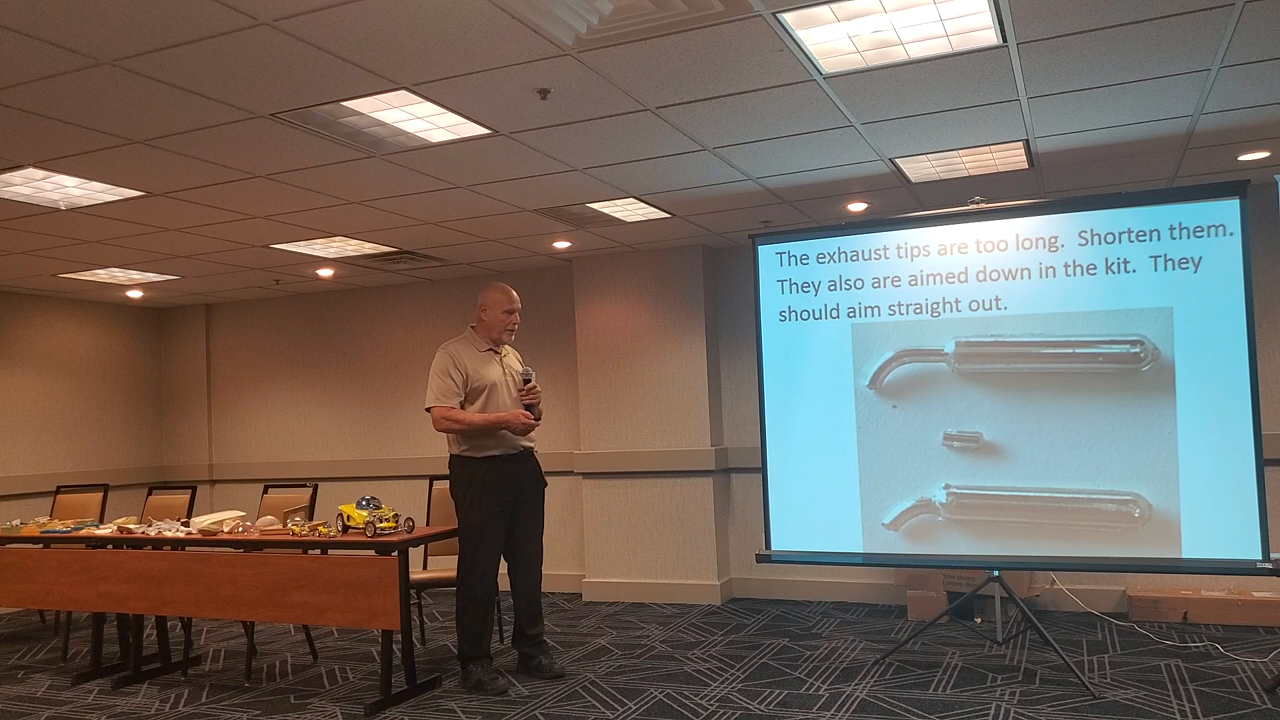 The exhaust tips are too long.  Shorten them.
They also are aimed down in the kit.  They
should aim straight out.